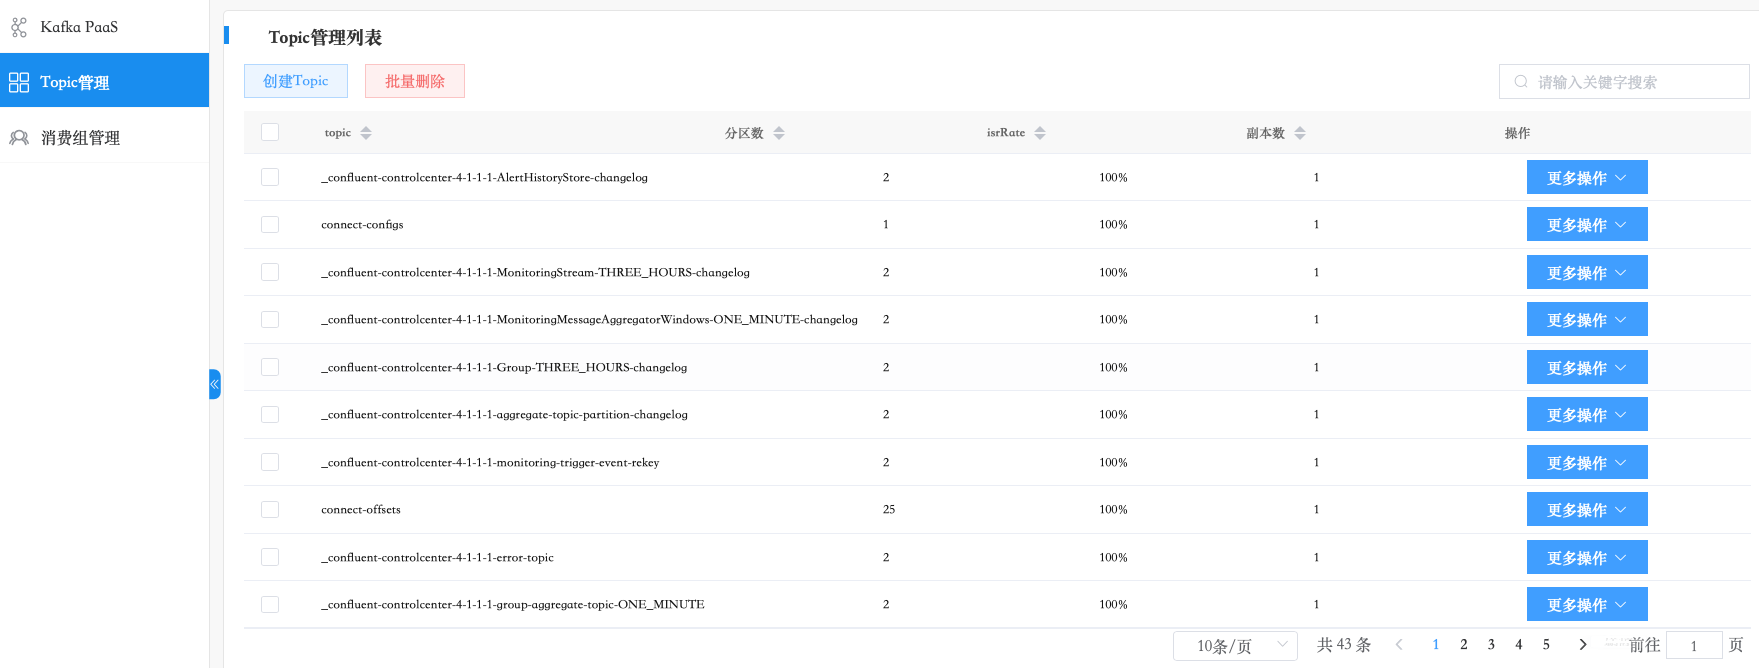 Kafka PaaS
Topic管理
消费组管理
Topic管理列表
创建Topic 批量删除 请输入关键字搜索
topic 分区数 isrRate 副本数 操作
_confluent-controlcenter-4-1-1-1-AlertHistoryStore-changelog 2 100% 1 更多操作
connect-configs 1 100% 1 更多操作
_confluent-controlcenter-4-1-1-1-MonitoringStream-THREE_HOURS-changelog 2 100% 1 更多操作
_confluent-controlcenter-4-1-1-1-MonitoringMessageAggregatorWindows-ONE_MINUTE-changelog 2 100% 1 更多操作
_confluent-controlcenter-4-1-1-1-Group-THREE_HOURS-changelog 2 100% 1 更多操作
_confluent-controlcenter-4-1-1-1-aggregate-topic-partition-changelog 2 100% 1 更多操作
_confluent-controlcenter-4-1-1-1-monitoring-trigger-event-rekey 2 100% 1 更多操作
connect-offsets 25 100% 1 更多操作
_confluent-controlcenter-4-1-1-1-error-topic 2 100% 1 更多操作
_confluent-controlcenter-4-1-1-1-group-aggregate-topic-ONE_MINUTE 2 100% 1 更多操作
10条/页 共 43 条 1 2 3 4 5 前往 1 页